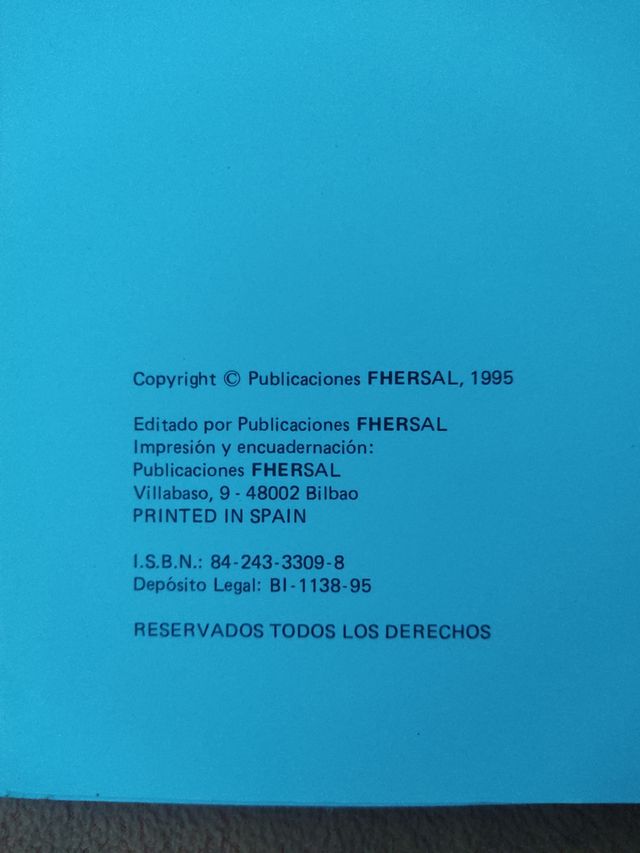 Copyright © Publicaciones FHERSAL, 1995
Editado por Publicaciones FHERSAL
Impresión y encuadernación:
Publicaciones FHERSAL
Villabaso, 9 - 48002 Bilbao
PRINTED IN SPAIN
I.S.B.N.: 84-243-3309-8
Depósito Legal: BI-1138-95
RESERVADOS TODOS LOS DERECHOS